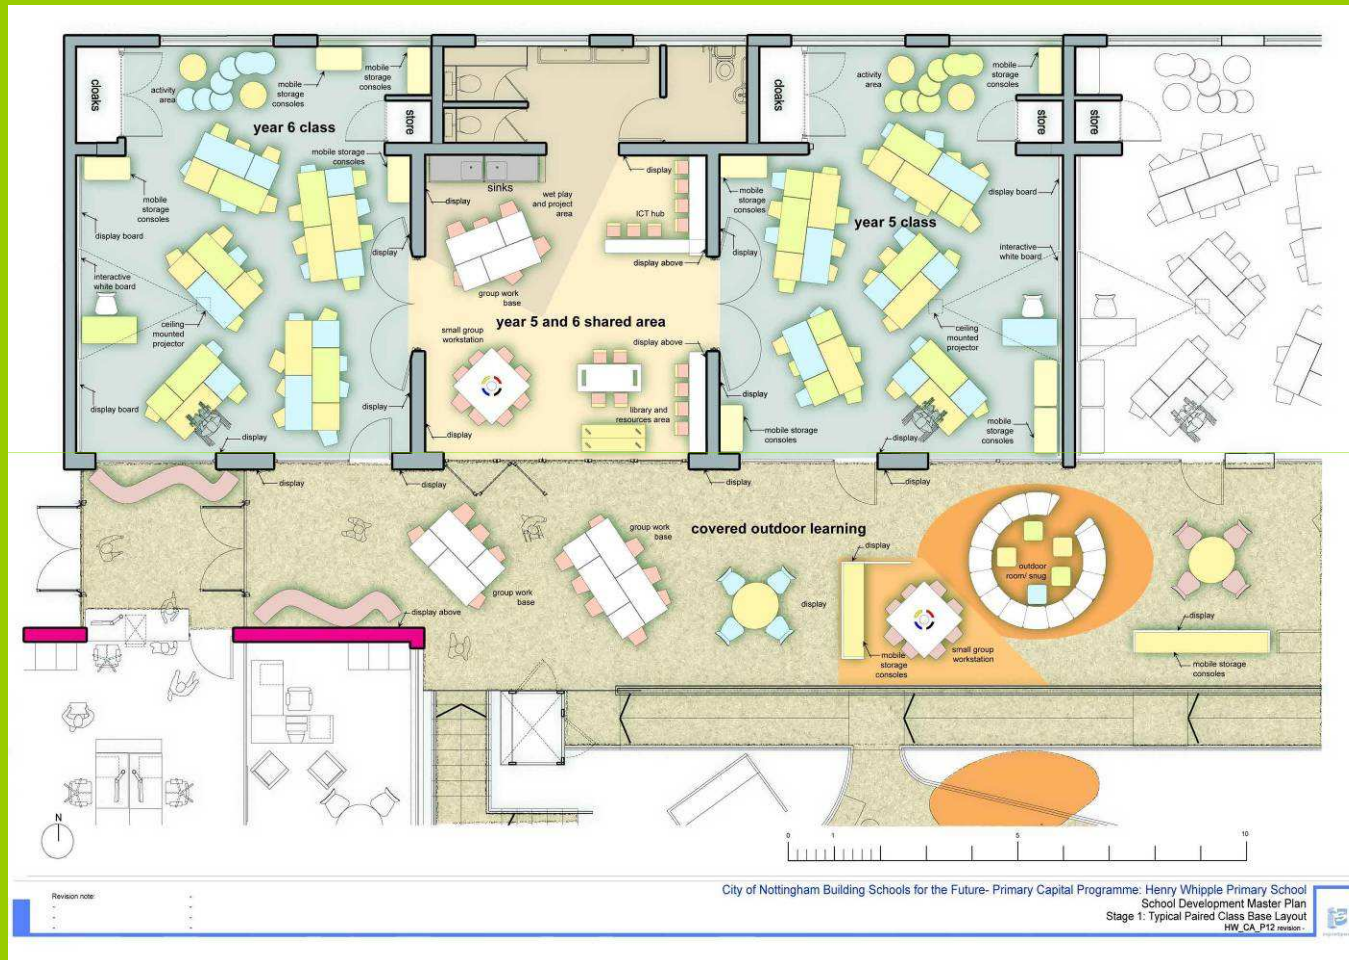 cloaks
activity
area
mobile
storage
consoles
mobile
storage
consoles
store
year 6 class
mobile storage
consoles
mobile
storage
consoles
display board
interactive
white board
ceiling
mounted
projector
display board
display
display
display
display
sinks
wet play
and project
area
display
display
ICT hub
display above
group work
base
year 5 and 6 shared area
small group
workstation
display above
library and
resources area
display
cloaks
activity
area
mobile
storage
consoles
store
store
mobile
storage
consoles
year 5 class
display board
interactive
white board
display
ceiling
mounted
projector
display
mobile storage
consoles
display
mobile
storage
consoles
display
display
display
display
covered outdoor learning
group work
base
group work
base
display above
display
display
outdoor
room/ snug
mobile
storage
consoles
small group
workstation
display
mobile storage
consoles
N
0 1 5 10
Revision note:
-
-
-
-
-
-
-
City of Nottingham Building Schools for the Future- Primary Capital Programme: Henry Whipple Primary School
School Development Master Plan
Stage 1: Typical Paired Class Base Layout
HW_CA_P12 revision -